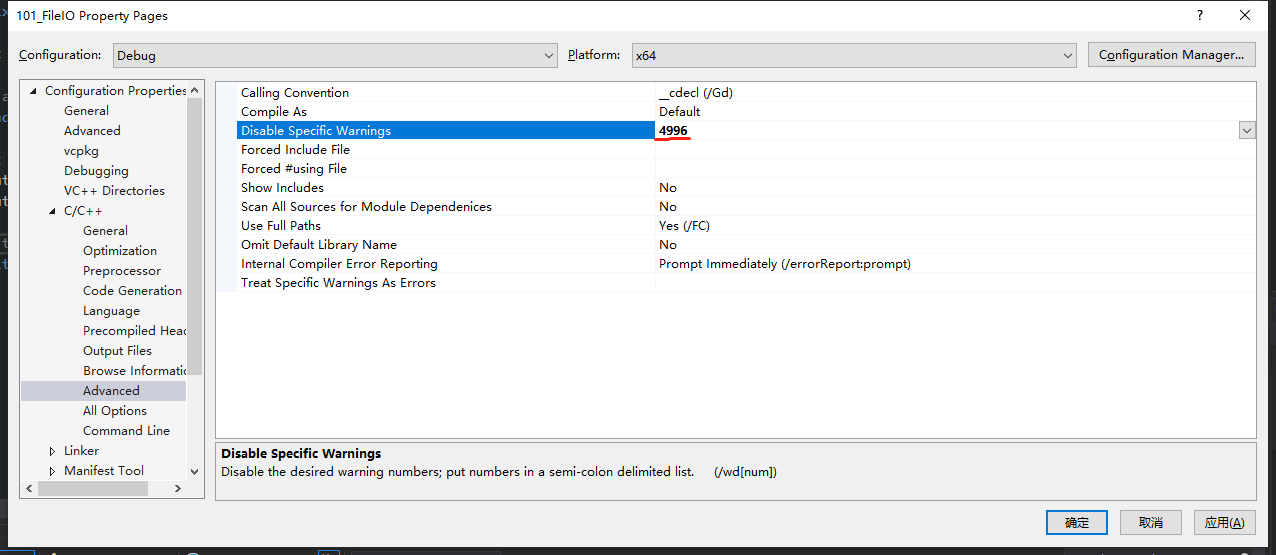 101_FileIO Property Pages
Configuration: Debug Platform: x64 Configuration Manager...
Configuration Properties
General
Advanced
vcpkg
Debugging
VC++ Directories
C/C++
General
Optimization
Preprocessor
Code Generation
Language
Precompiled Head
Output Files
Browse Informatic
Advanced
All Options
Command Line
Linker
Manifest Tool
Calling Convention __cdecl (/Gd)
Compile As Default
Disable Specific Warnings 4996
Forced Include File
Forced #using File
Show Includes No
Scan All Sources for Module Dependenices No
Use Full Paths Yes (/FC)
Omit Default Library Name No
Internal Compiler Error Reporting Prompt Immediately (/errorReport:prompt)
Treat Specific Warnings As Errors
Disable Specific Warnings
Disable the desired warning numbers; put numbers in a semi-colon delimited list. (/wd[num])
确定 取消 应用(A)